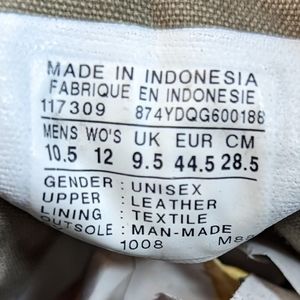 MADE IN INDONESIA
FABRIQUE EN INDONESIE
117309 874YDQG600188
MENS WO'S UK EUR CM
10.5 12 9.5 44.5 28.5
GENDER : UNISEX
UPPER : LEATHER
LINING : TEXTILE
OUTSOLE : MAN-MADE
1008